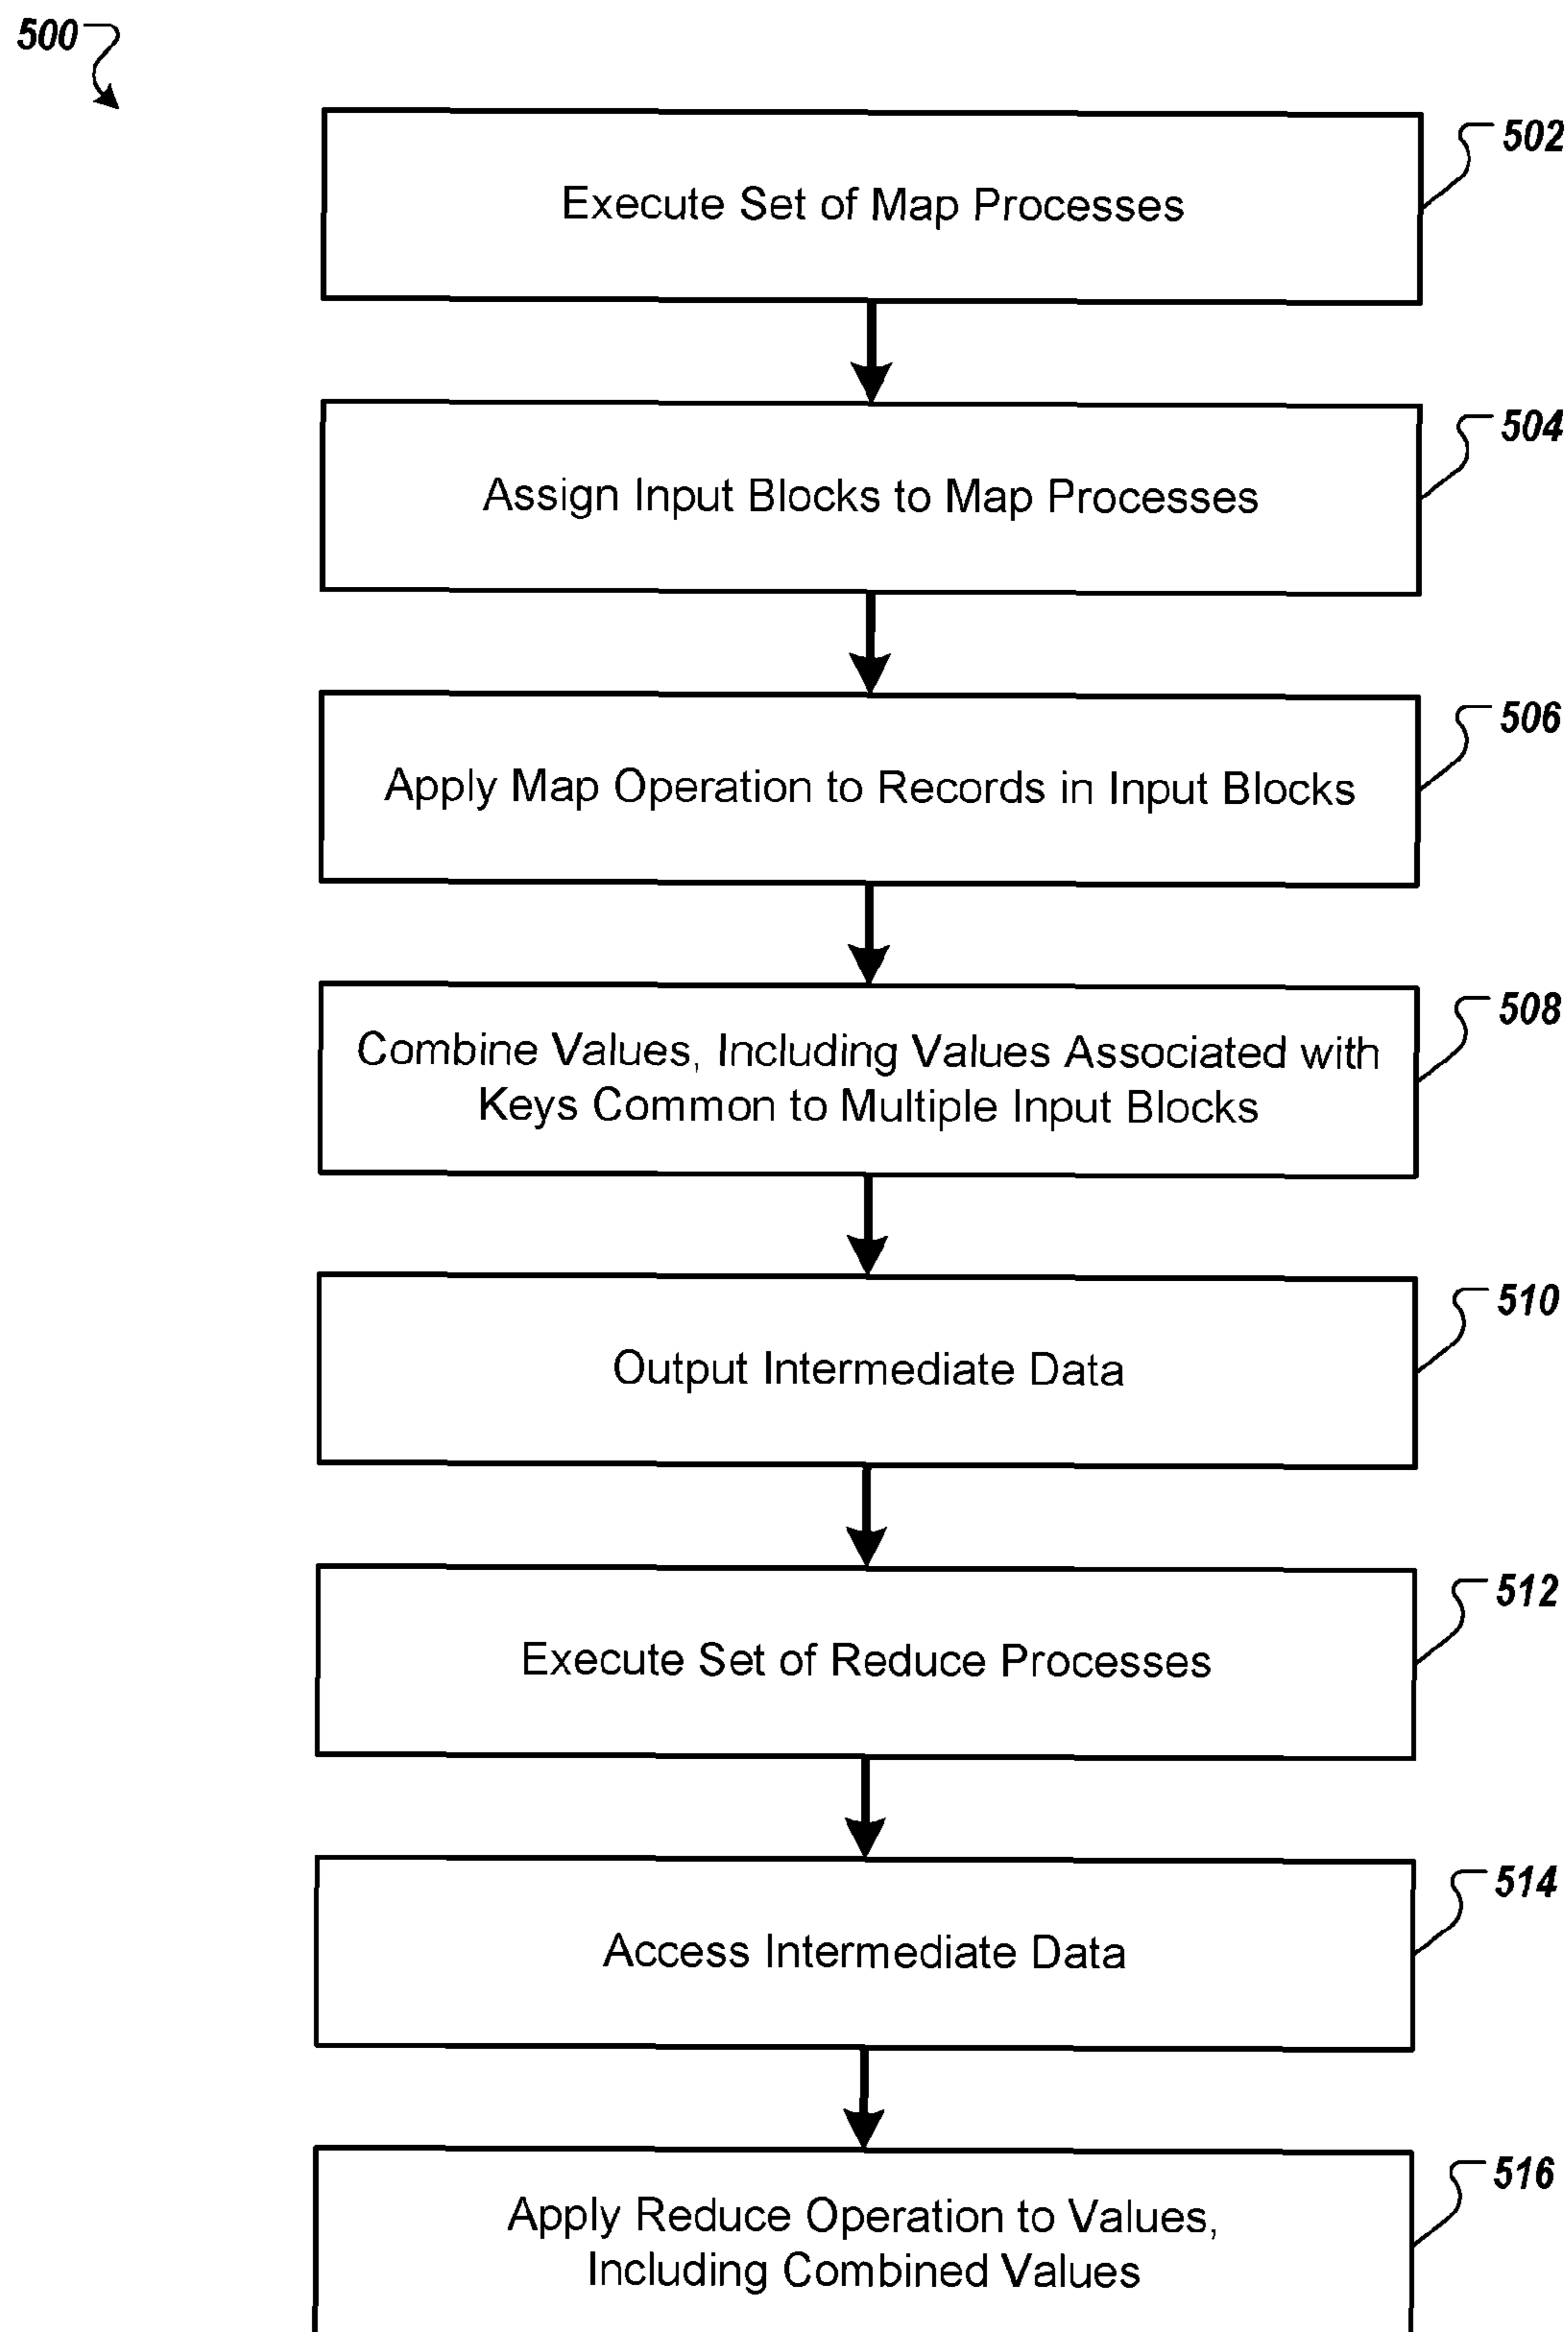 500
502
Execute Set of Map Processes
504
Assign Input Blocks to Map Processes
506
Apply Map Operation to Records in Input Blocks
508
Combine Values, Including Values Associated with
Keys Common to Multiple Input Blocks
510
Output Intermediate Data
512
Execute Set of Reduce Processes
514
Access Intermediate Data
516
Apply Reduce Operation to Values,
Including Combined Values